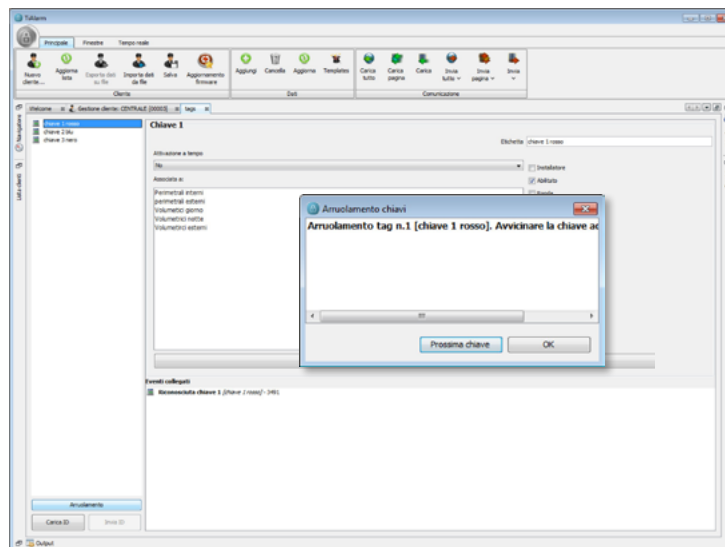 TuAlarm
Principale Finestre Tempo reale
Nuovo cliente... Aggiorna lista Esporta dati su file Importa dati da file Salva Aggiornamento firmware Aggiungi Cancella Aggiorna Templates Carica tutto Carica pagina Carica Invia tutto Invia pagina Invia
Cliente Dati Comunicazione
Welcome Gestione cliente: CENTRALE [00003] tags
Navigatore
Lista clienti
chiave 1 rosso
chiave 2 blu
chiave 3 nero
Chiave 1
Etichetta chiave 1 rosso
Attivazione a tempo
No
Installatore
Associata a:
Abilitato
Perimetrali interni
perimetrali esterni
Volumetrici giorno
Volumetrici notte
Volumetrici esterni
Arruolamento chiavi
Arruolamento tag n.1 [chiave 1 rosso]. Avvicinare la chiave ad
Prossima chiave OK
Eventi collegati
Riconosciuta chiave 1 [chiave 1 rosso] - 3491
Arruolamento
Carica ID Invia ID
Output